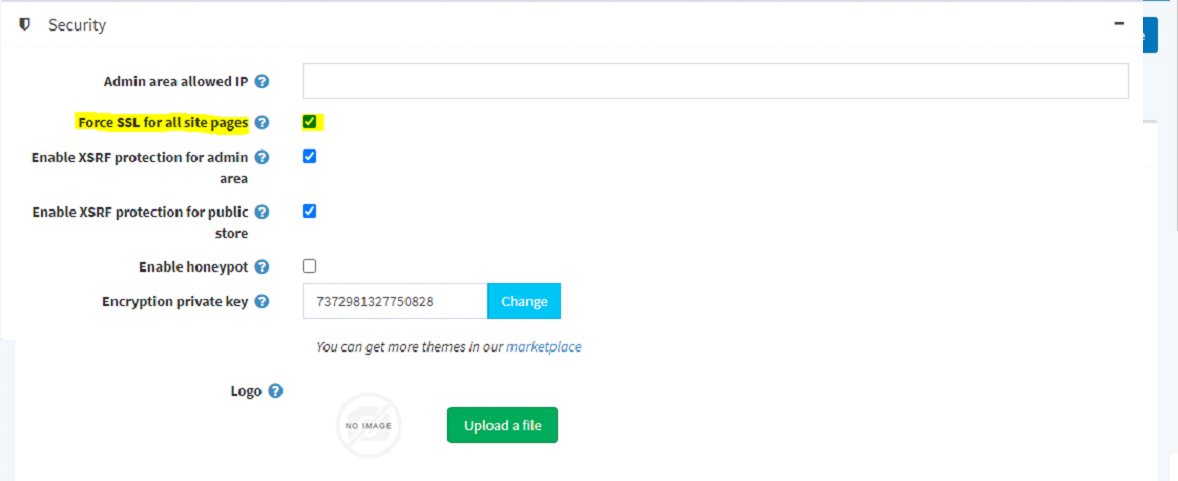 Security
Admin area allowed IP
Force SSL for all site pages
Enable XSRF protection for admin
area
Enable XSRF protection for public
store
Enable honeypot
Encryption private key 7372981327750828 Change
You can get more themes in our marketplace
Logo
NO IMAGE Upload a file